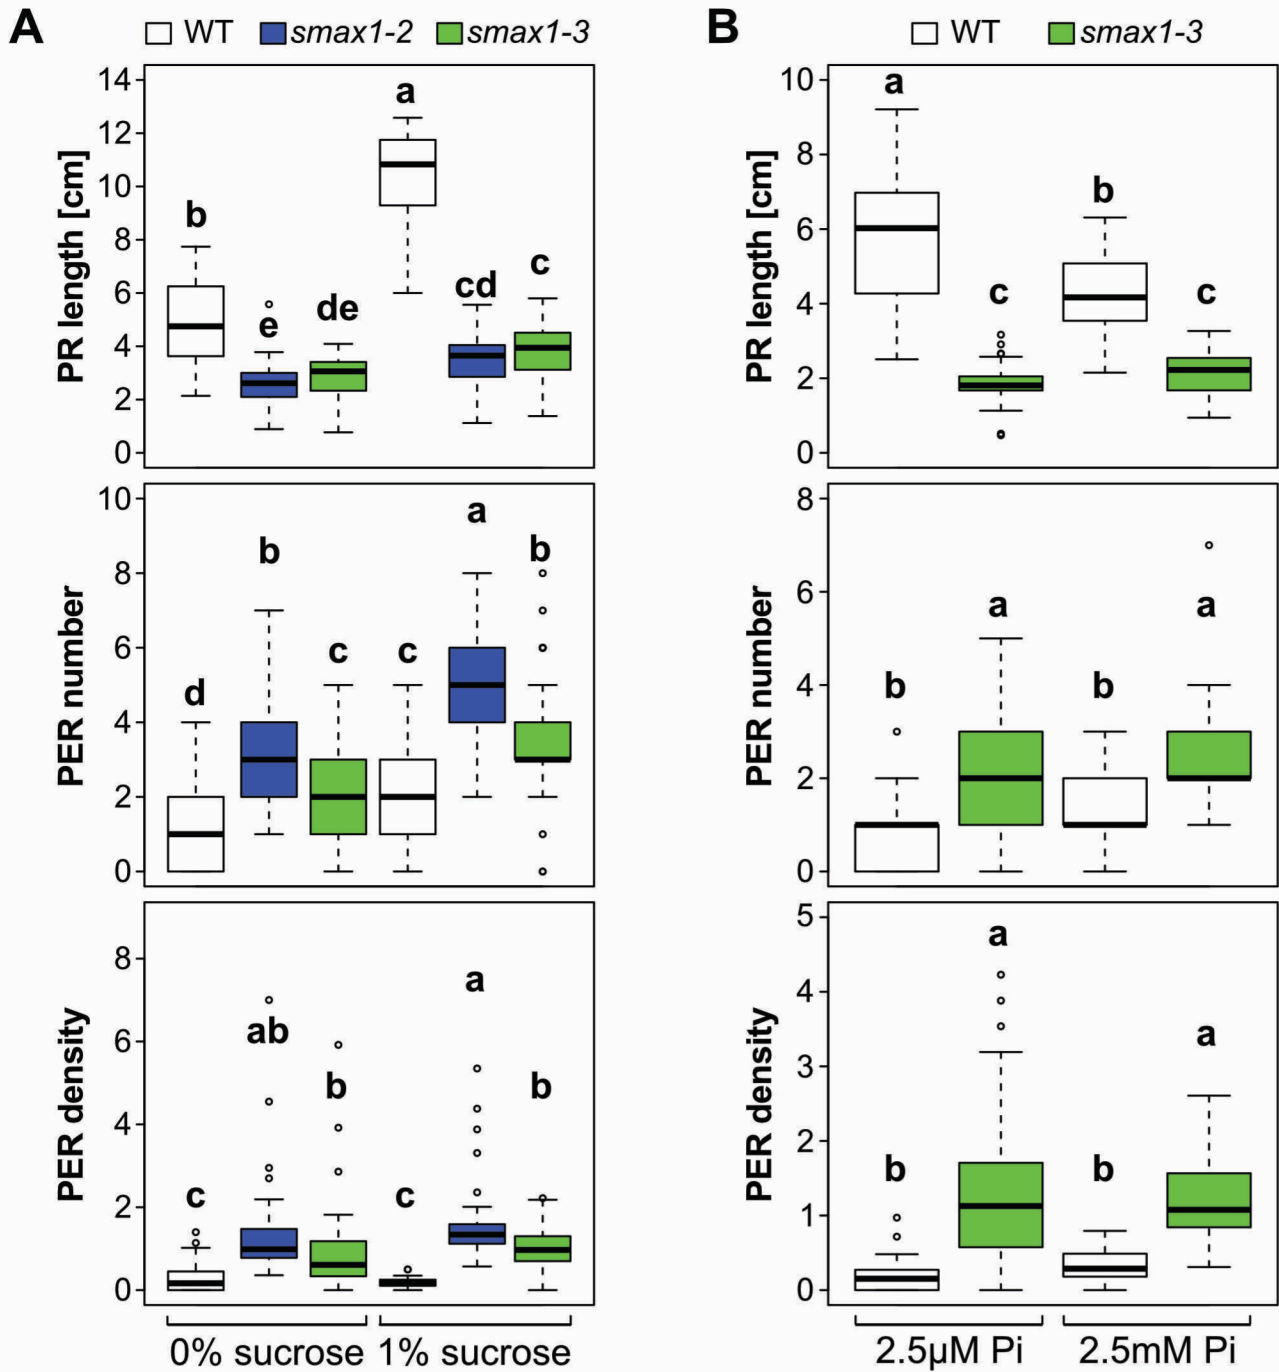 A
WT smax1-2 smax1-3
PR length [cm]
14
12
10
8
6
4
2
0
b
e
de
a
cd
c
PER number
10
8
6
4
2
0
d
b
c
c
a
b
PER density
8
6
4
2
0
c
ab
b
c
a
b
0% sucrose 1% sucrose
B
WT smax1-3
PR length [cm]
10
8
6
4
2
0
a
c
b
c
PER number
8
6
4
2
0
b
a
b
a
PER density
5
4
3
2
1
0
b
a
b
a
2.5µM Pi 2.5mM Pi